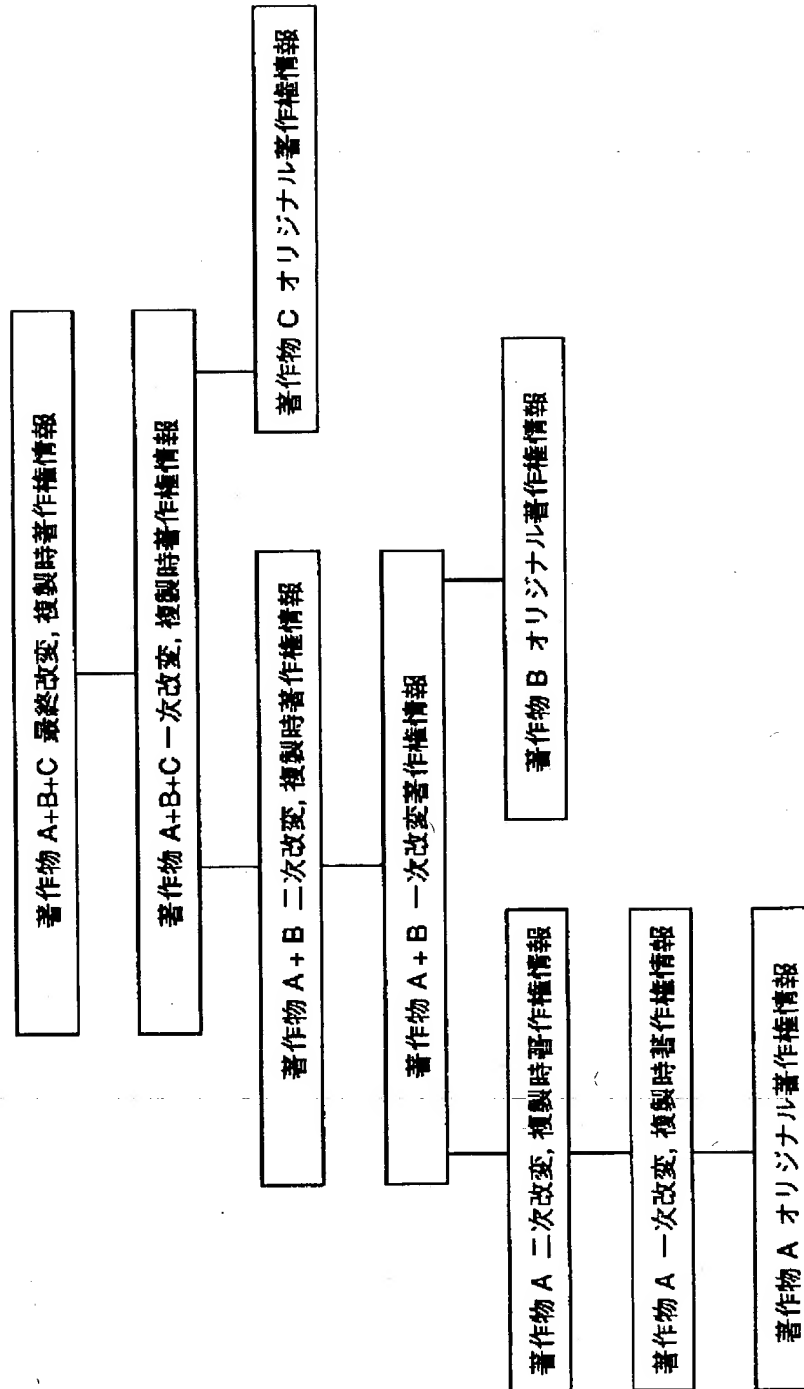 著作物 A+B+C 最終改変, 複製時著作権情報
著作物 A+B+C 一次改変, 複製時著作権情報
著作物 C オリジナル著作権情報
著作物 A + B 二次改変, 複製時著作権情報
著作物 A + B 一次改変著作権情報
著作物 B オリジナル著作権情報
著作物 A 二次改変, 複製時著作権情報
著作物 A 一次改変, 複製時著作権情報
著作物 A オリジナル著作権情報